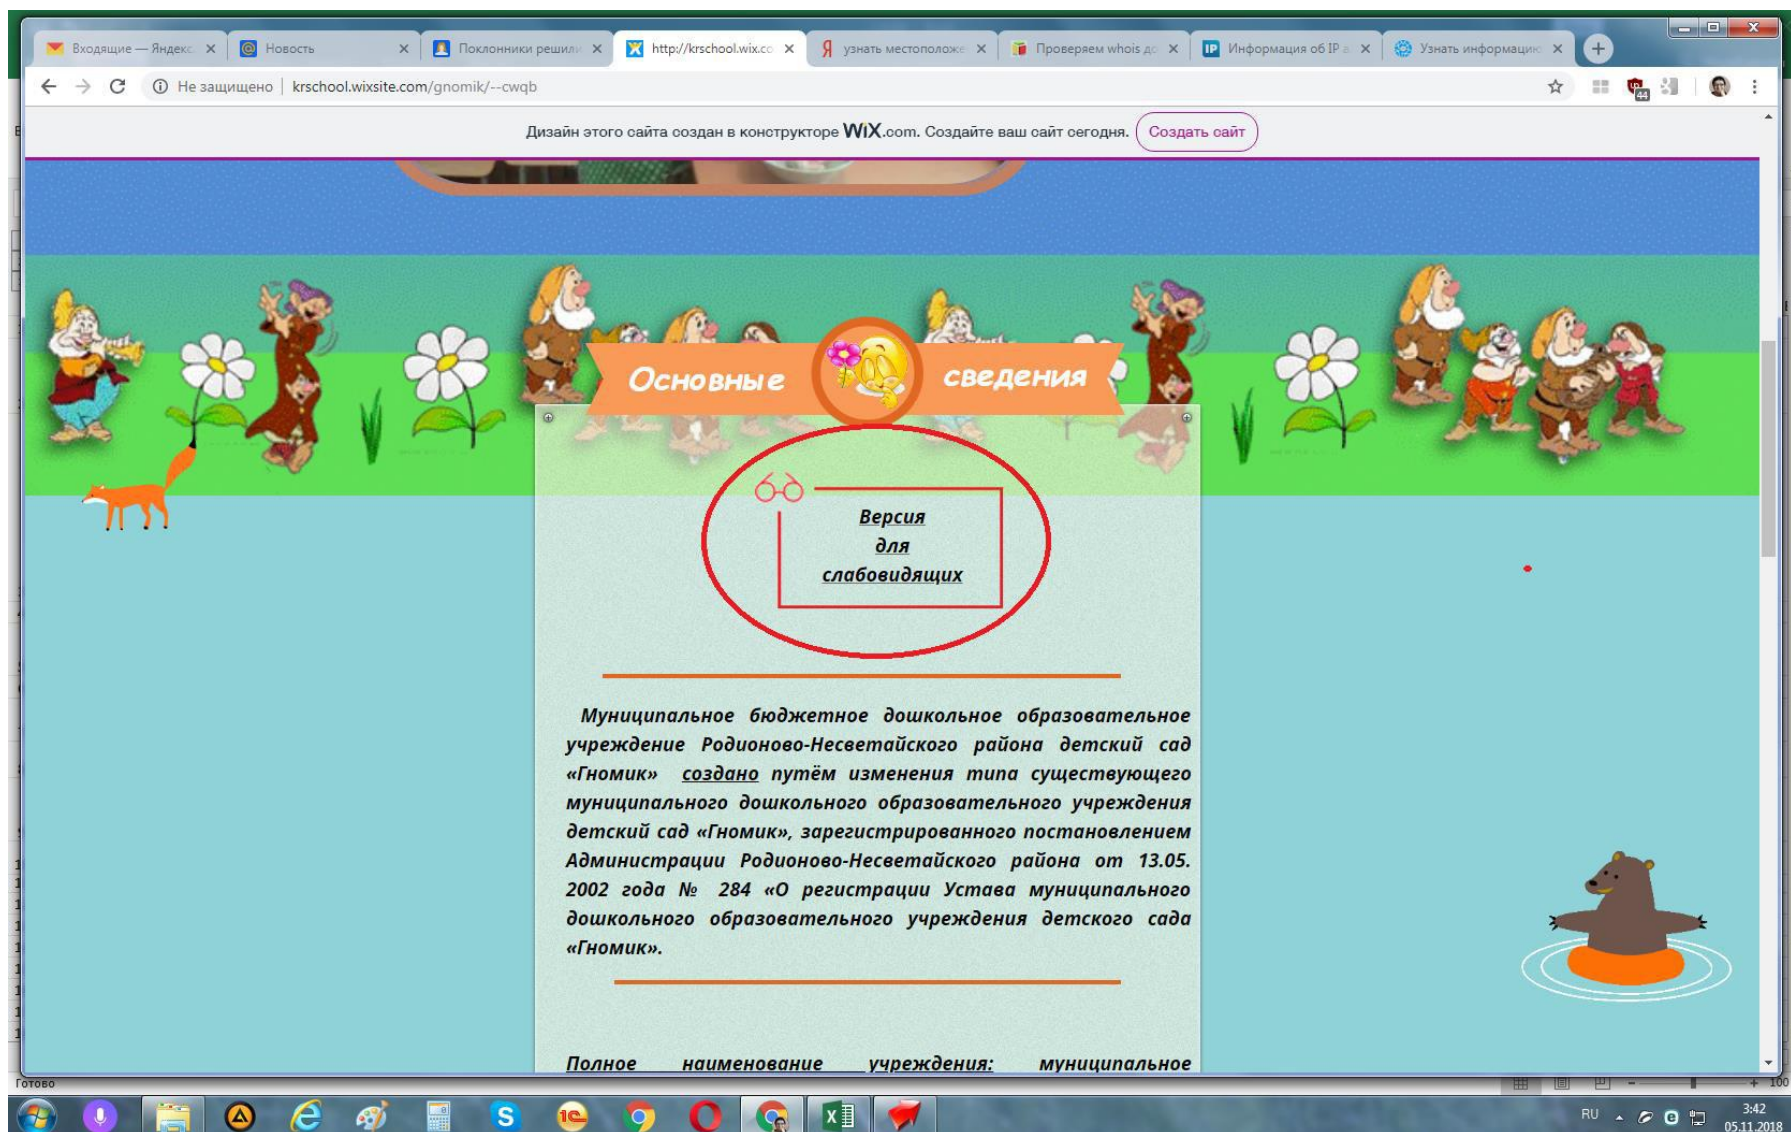 Входящие — Яндекс
Новость
Поклонники решили
http://krschool.wix.co
узнать местоположе
Проверяем whois до
Информация об IP а
Узнать информацию
Не защищено | krschool.wixsite.com/gnomik/--cwqb
44
Дизайн этого сайта создан в конструкторе WiX.com. Создайте ваш сайт сегодня. Создать сайт
Основные сведения
Версия
для
слабовидящих
Муниципальное бюджетное дошкольное образовательное
учреждение Родионово-Несветайского района детский сад
«Гномик» создано путём изменения типа существующего
муниципального дошкольного образовательного учреждения
детский сад «Гномик», зарегистрированного постановлением
Администрации Родионово-Несветайского района от 13.05.
2002 года № 284 «О регистрации Устава муниципального
дошкольного образовательного учреждения детского сада
«Гномик».
Полное наименование учреждения: муниципальное
Готово
100
RU
3:42
05.11.2018